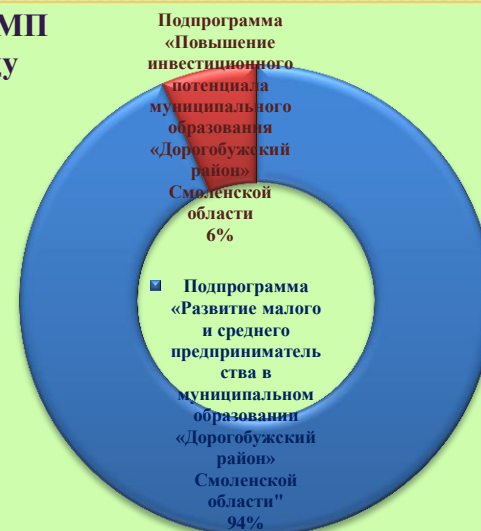 МП
Подпрограмма
«Повышение
инвестиционного
потенциала
муниципального
образования
«Дорогобужский
район»
Смоленской
области
6%
Подпрограмма
«Развитие малого
и среднего
предприниматель
ства в
муниципальном
образовании
«Дорогобужский
район»
Смоленской
области"
94%